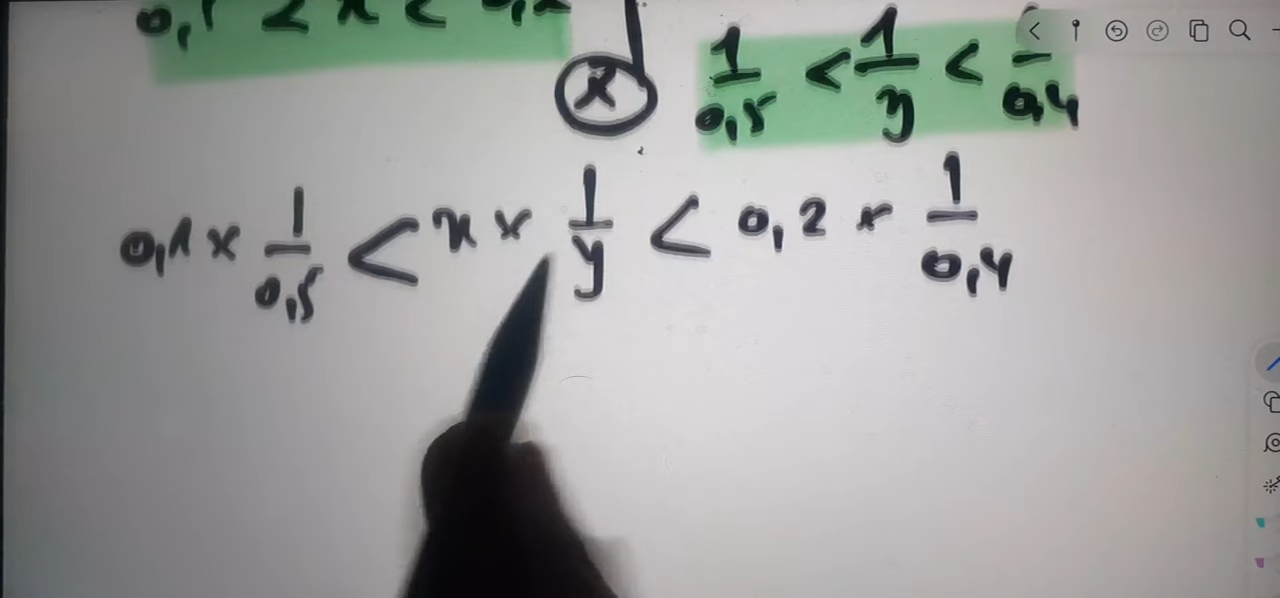 0,1 < x < 0,2
x
1/0,5 < 1/y < 1/0,4
0,1 x 1/0,5 < x x 1/y < 0,2 x 1/0,4